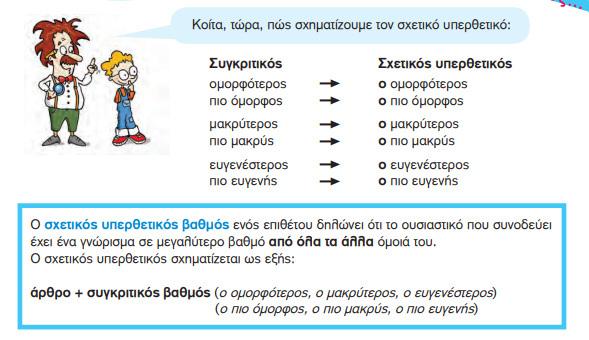 Κοίτα, τώρα, πώς σχηματίζουμε τον σχετικό υπερθετικό:
Συγκριτικός Σχετικός υπερθετικός
ομορφότερος → ο ομορφότερος
πιο όμορφος → ο πιο όμορφος
μακρύτερος → ο μακρύτερος
πιο μακρύς → ο πιο μακρύς
ευγενέστερος → ο ευγενέστερος
πιο ευγενής → ο πιο ευγενής
Ο σχετικός υπερθετικός βαθμός ενός επιθέτου δηλώνει ότι το ουσιαστικό που συνοδεύει
έχει ένα γνώρισμα σε μεγαλύτερο βαθμό από όλα τα άλλα όμοιά του.
Ο σχετικός υπερθετικός σχηματίζεται ως εξής:
άρθρο + συγκριτικός βαθμός (ο ομορφότερος, ο μακρύτερος, ο ευγενέστερος)
(ο πιο όμορφος, ο πιο μακρύς, ο πιο ευγενής)